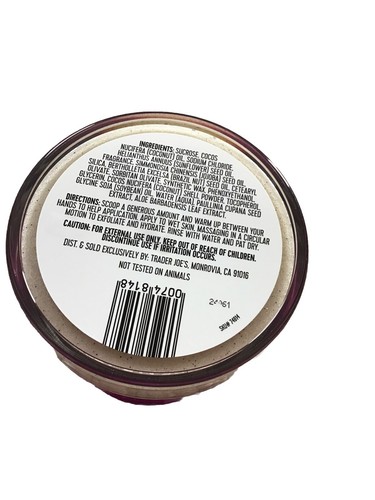 INGREDIENTS: SUCROSE, COCOS
NUCIFERA (COCONUT) OIL, SODIUM CHLORIDE,
HELIANTHUS ANNUUS (SUNFLOWER) SEED OIL,
FRAGRANCE, SIMMONDSIA CHINENSIS (JOJOBA) SEED OIL,
SILICA, BERTHOLLETIA EXCELSA (BRAZIL NUT) SEED OIL, CETEARYL
OLIVATE, SORBITAN OLIVATE, SYNTHETIC WAX, PHENOXYETHANOL,
GLYCERIN, COCOS NUCIFERA (COCONUT) SHELL POWDER, TOCOPHEROL,
GLYCINE SOJA (SOYBEAN) OIL, WATER (AQUA), PAULLINIA CUPANA SEED
EXTRACT, ALOE BARBADENSIS LEAF EXTRACT.
DIRECTIONS: SCOOP A GENEROUS AMOUNT AND WARM UP BETWEEN YOUR
HANDS TO HELP APPLICATION. APPLY TO WET SKIN, MASSAGING IN A CIRCULAR
MOTION TO EXFOLIATE AND HYDRATE. RINSE WITH WATER AND PAT DRY.
CAUTION: FOR EXTERNAL USE ONLY. KEEP OUT OF REACH OF CHILDREN.
DISCONTINUE USE IF IRRITATION OCCURS.
DIST. & SOLD EXCLUSIVELY BY: TRADER JOE'S, MONROVIA, CA 91016
NOT TESTED ON ANIMALS
00748148
SKU# 74814